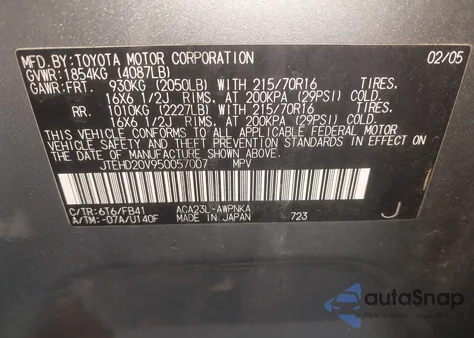 MFD.BY:TOYOTA MOTOR CORPORATION 02/05
GVWR:1854KG (4087LB)
GAWR:FRT. 930KG (2050LB) WITH 215/70R16 TIRES,
16X6 1/2J RIMS, AT 200KPA (29PSI) COLD.
RR. 1010KG (2227LB) WITH 215/70R16 TIRES,
16X6 1/2J RIMS, AT 200KPA (29PSI) COLD.
THIS VEHICLE CONFORMS TO ALL APPLICABLE FEDERAL MOTOR
VEHICLE SAFETY AND THEFT PREVENTION STANDARDS IN EFFECT ON
THE DATE OF MANUFACTURE SHOWN ABOVE.
JTEHD20V950057007 MPV
C/TR:6T6/FB41 ACA23L-AWPNKA
A/TM:-07A/U140F MADE IN JAPAN 723 J
autoSnap